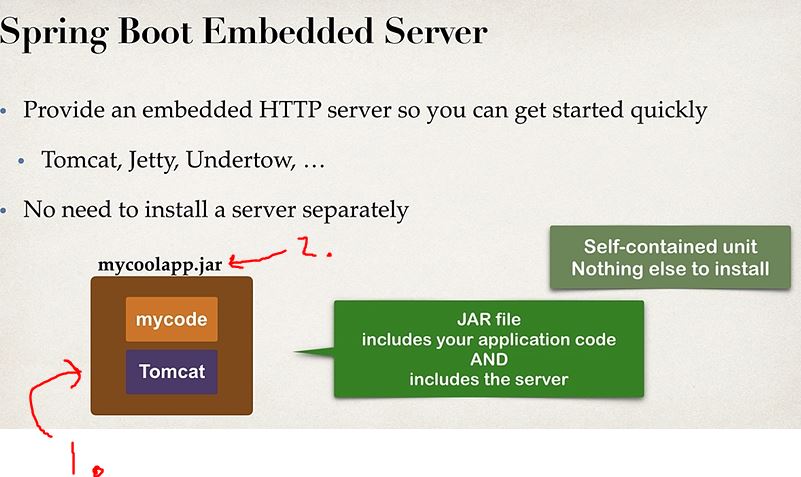 Spring Boot Embedded Server
• Provide an embedded HTTP server so you can get started quickly
• Tomcat, Jetty, Undertow, …
• No need to install a server separately
Self-contained unit
Nothing else to install
2.
mycoolapp.jar
mycode
Tomcat
JAR file
includes your application code
AND
includes the server
1.